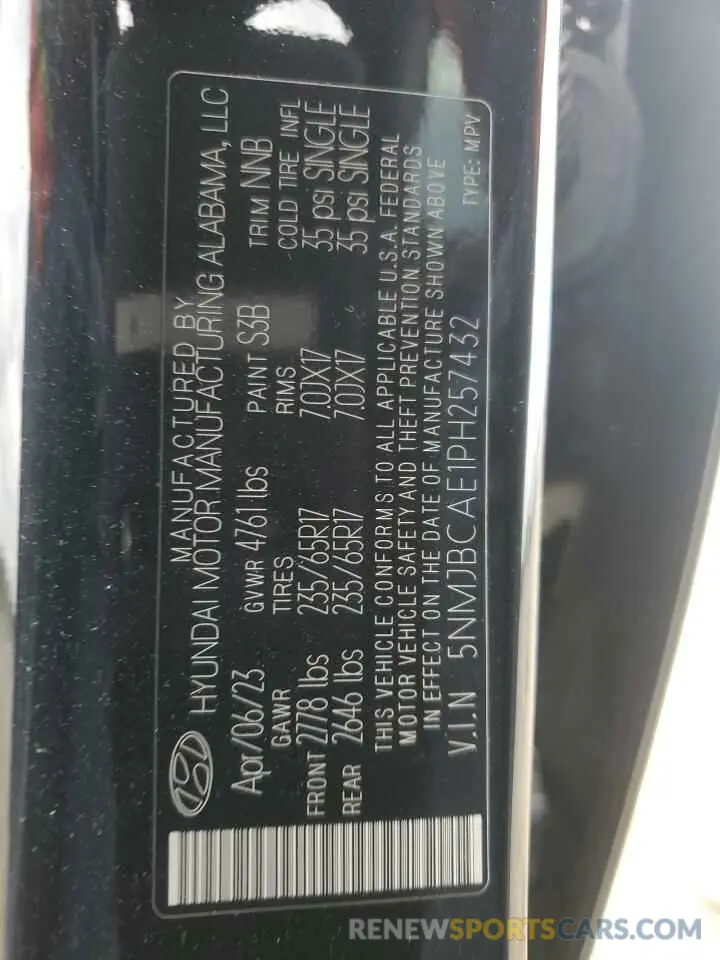 MANUFACTURED BY
HYUNDAI MOTOR MANUFACTURING ALABAMA, LLC
Apr/06/23 GVWR 4761 lbs PAINT S3B TRIM NNB
GAWR TIRES RIMS COLD TIRE INFL
FRONT 2778 lbs 235/65R17 7.0JX17 35 psi SINGLE
REAR 2646 lbs 235/65R17 7.0JX17 35 psi SINGLE
THIS VEHICLE CONFORMS TO ALL APPLICABLE U.S.A. FEDERAL
MOTOR VEHICLE SAFETY AND THEFT PREVENTION STANDARDS
IN EFFECT ON THE DATE OF MANUFACTURE SHOWN ABOVE
V.I.N 5NMJBCAE1PH257432 TYPE: MPV
RENEWSPORTSCARS.COM